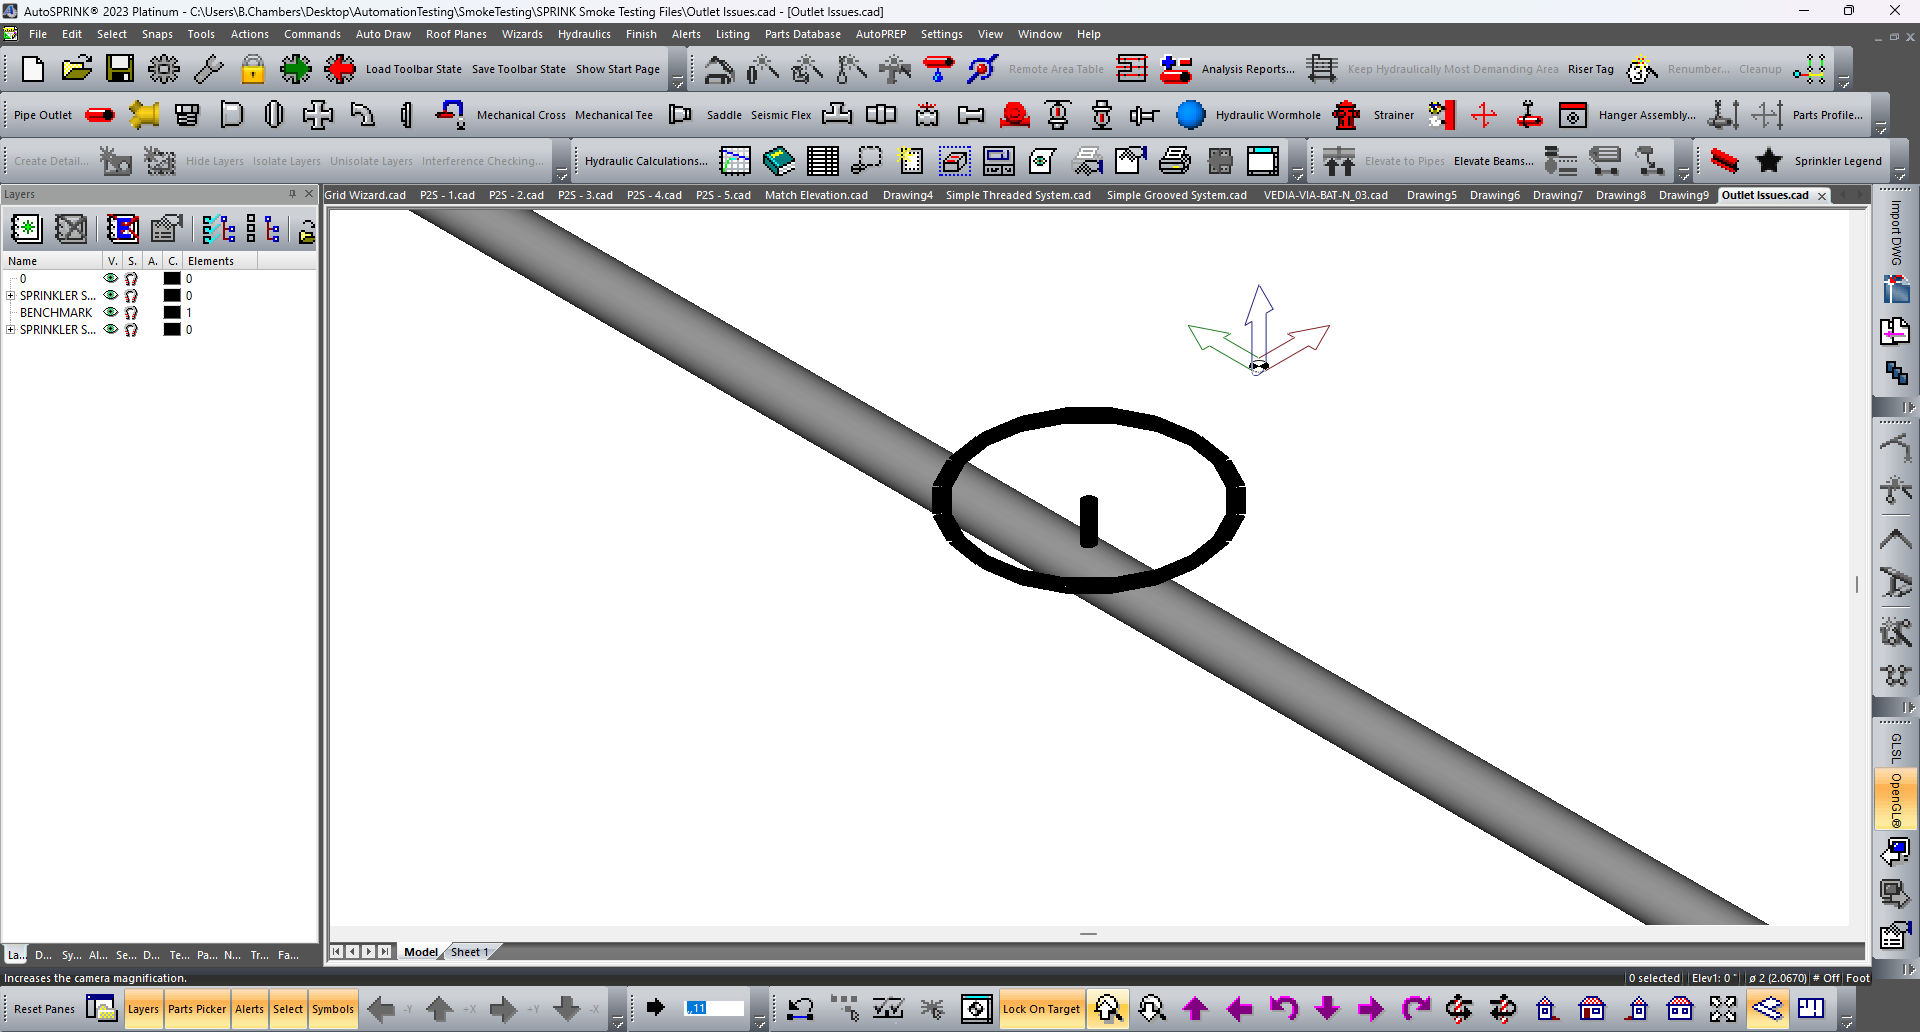 AutoSPRINK® 2023 Platinum - C:\Users\B.Chambers\Desktop\AutomationTesting\SmokeTesting\SPRINK Smoke Testing Files\Outlet Issues.cad - [Outlet Issues.cad]
File Edit Select Snaps Tools Actions Commands Auto Draw Roof Planes Wizards Hydraulics Finish Alerts Listing Parts Database AutoPREP Settings View Window Help
Load Toolbar State Save Toolbar State Show Start Page Remote Area Table Analysis Reports... Keep Hydraulically Most Demanding Area Riser Tag Renumber... Cleanup
Pipe Outlet Mechanical Cross Mechanical Tee Saddle Seismic Flex Hydraulic Wormhole Strainer Hanger Assembly... Parts Profile...
Create Detail... Hide Layers Isolate Layers Unisolate Layers Interference Checking... Hydraulic Calculations... Elevate to Pipes Elevate Beams... Sprinkler Legend
Layers
Grid Wizard.cad P2S - 1.cad P2S - 2.cad P2S - 3.cad P2S - 4.cad P2S - 5.cad Match Elevation.cad Drawing4 Simple Threaded System.cad Simple Grooved System.cad VEDIA-VIA-BAT-N_03.cad Drawing5 Drawing6 Drawing7 Drawing8 Drawing9 Outlet Issues.cad
Import DWG
Name V. S. A. C. Elements
0 0
SPRINKLER S... 0
BENCHMARK 1
SPRINKLER S... 0
GLSL
OpenGL®
La... D... Sy... Al... Se... D... Te... Pa... N... Tr... Fa...
Model Sheet 1
Increases the camera magnification.
0 selected Elev1: 0 " ø 2 (2.0670) # Off Foot
Reset Panes Layers Parts Picker Alerts Select Symbols -Y +X +Y -X Lock On Target